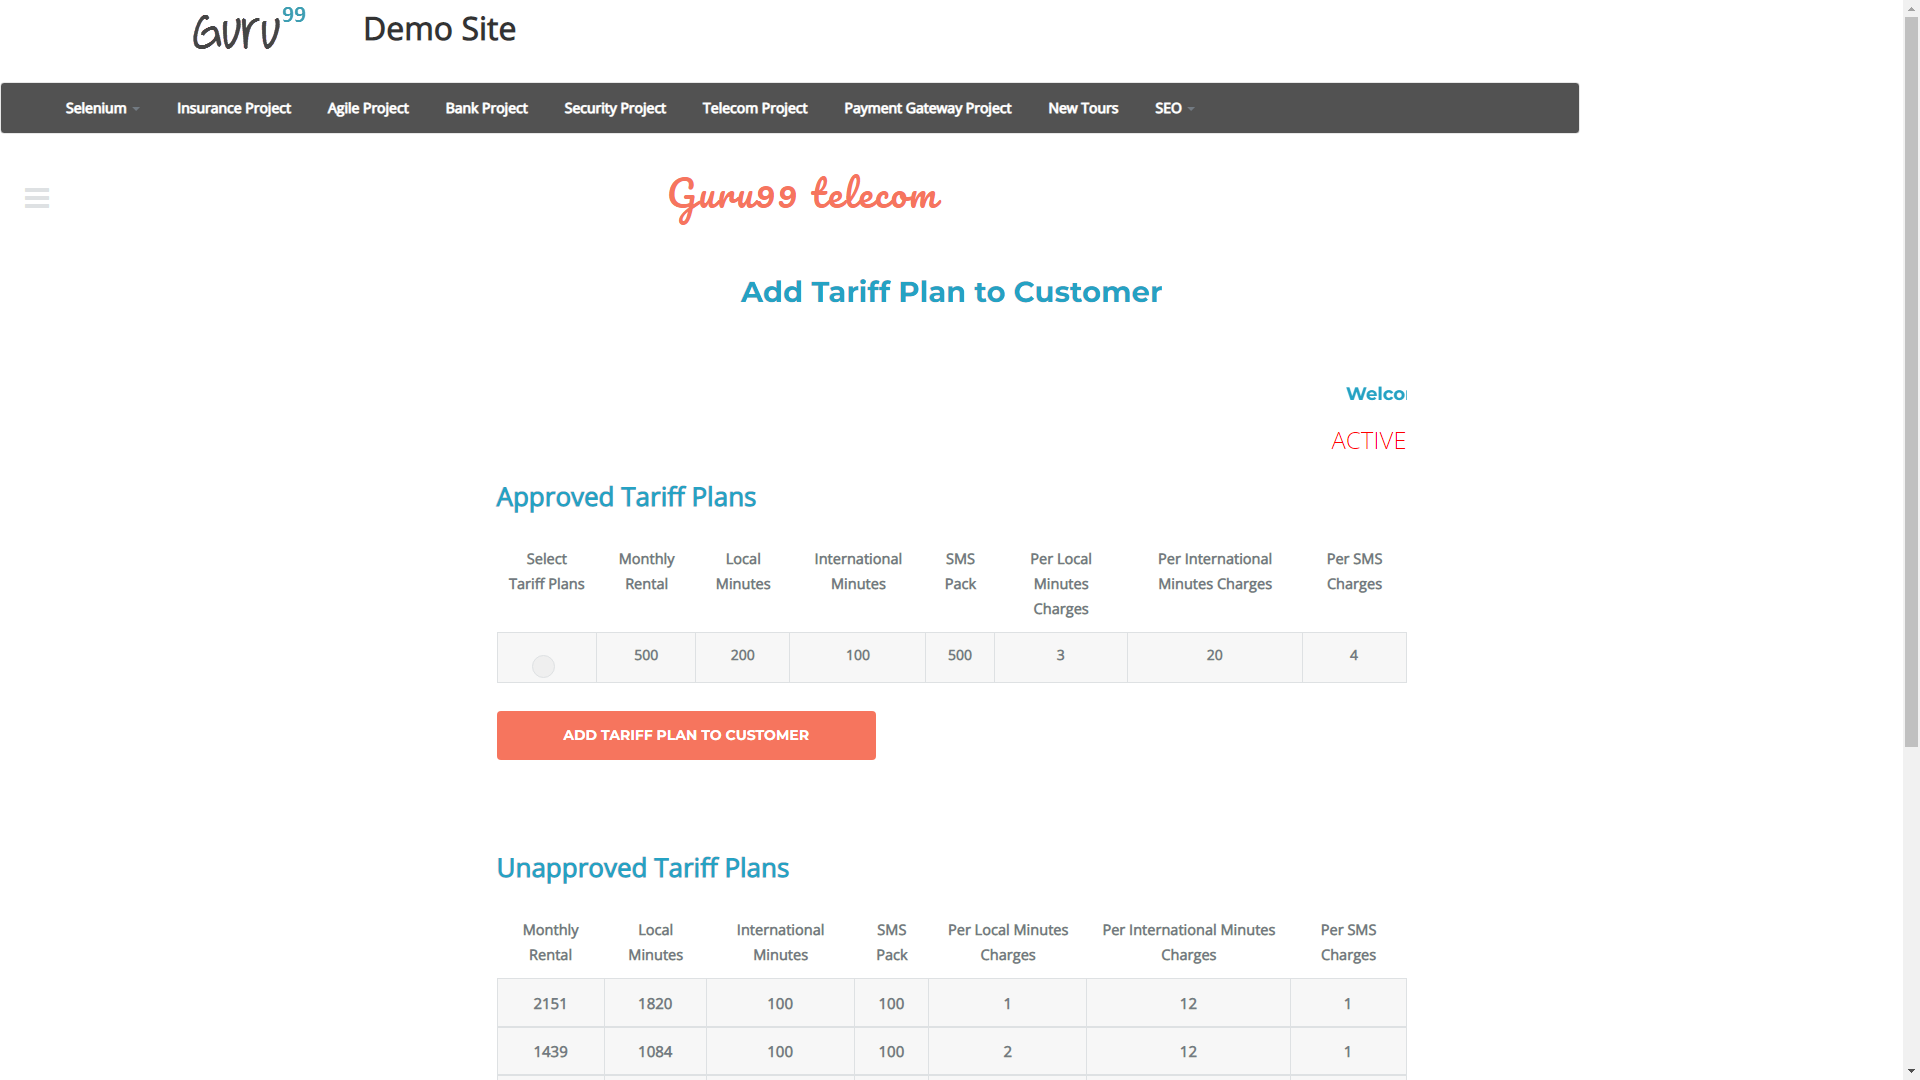 Guru99 Demo Site
Selenium Insurance Project Agile Project Bank Project Security Project Telecom Project Payment Gateway Project New Tours SEO
Guru99 telecom
Add Tariff Plan to Customer
ACTIVE
Approved Tariff Plans
Select Monthly Local International SMS Per Local Per International Per SMS
Tariff Plans Rental Minutes Minutes Pack Minutes Minutes Charges Charges
Charges
500 200 100 500 3 20 4
ADD TARIFF PLAN TO CUSTOMER
Unapproved Tariff Plans
Monthly Local International SMS Per Local Minutes Per International Minutes Per SMS
Rental Minutes Minutes Pack Charges Charges Charges
2151 1820 100 100 1 12 1
1439 1084 100 100 2 12 1